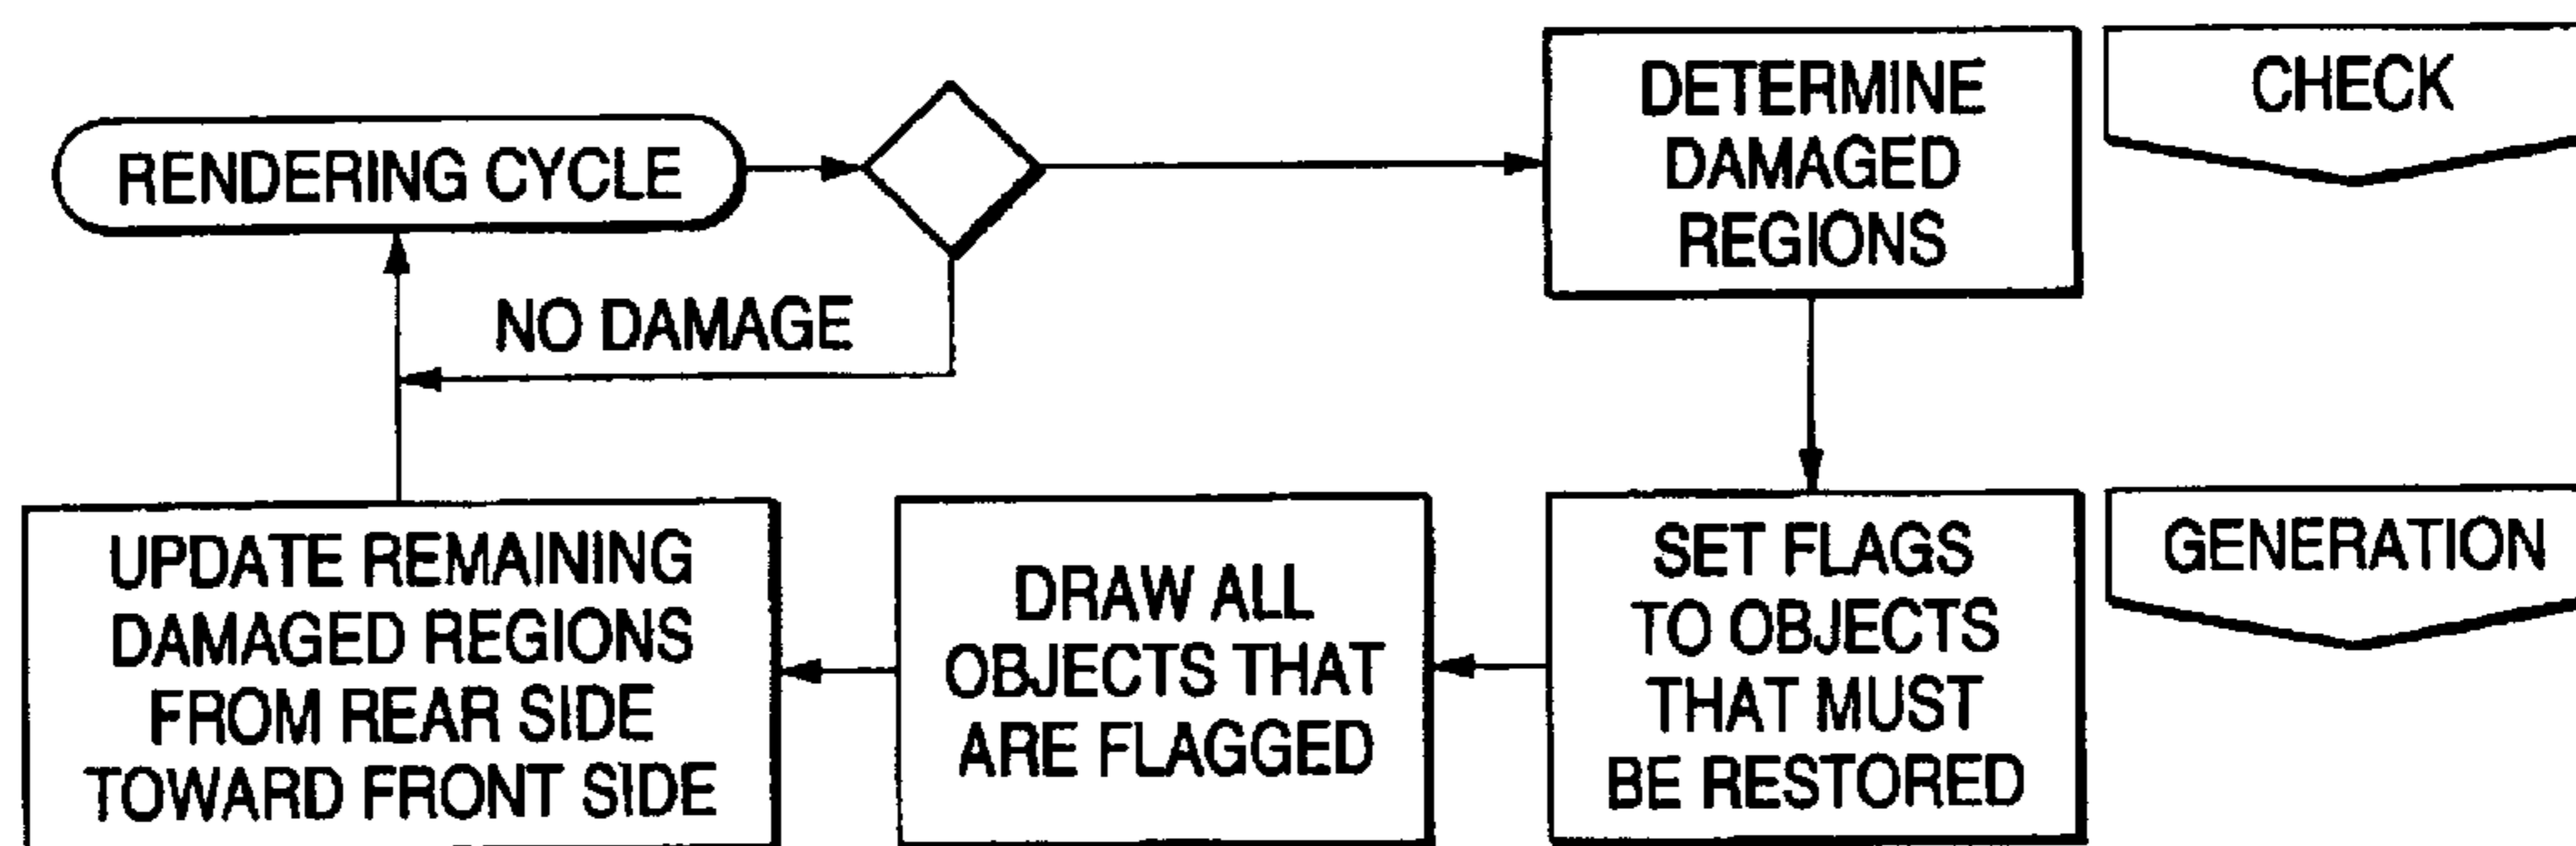 RENDERING CYCLE
NO DAMAGE
DETERMINE
DAMAGED
REGIONS
CHECK
UPDATE REMAINING
DAMAGED REGIONS
FROM REAR SIDE
TOWARD FRONT SIDE
DRAW ALL
OBJECTS THAT
ARE FLAGGED
SET FLAGS
TO OBJECTS
THAT MUST
BE RESTORED
GENERATION